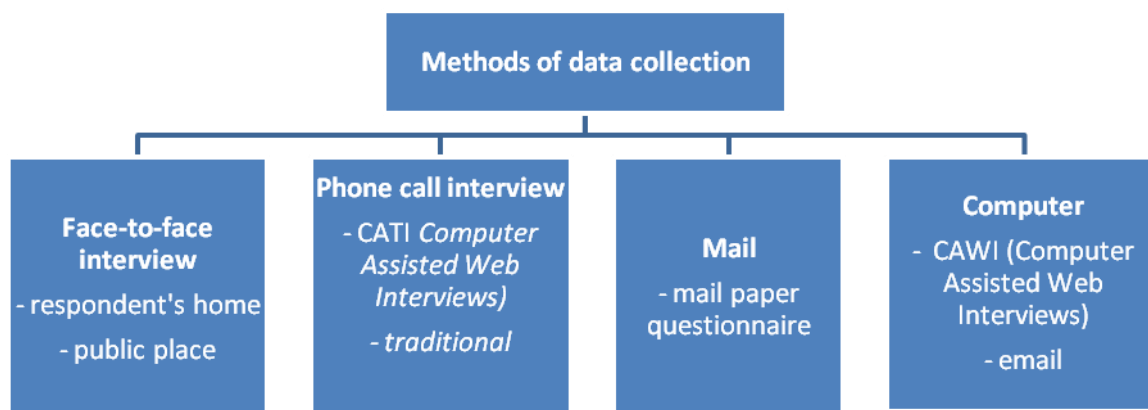 Methods of data collection
Face-to-face
interview
- respondent's home
- public place
Phone call interview
- CATI Computer
Assisted Web
Interviews)
- traditional
Mail
- mail paper
questionnaire
Computer
- CAWI (Computer
Assisted Web
Interviews)
- email